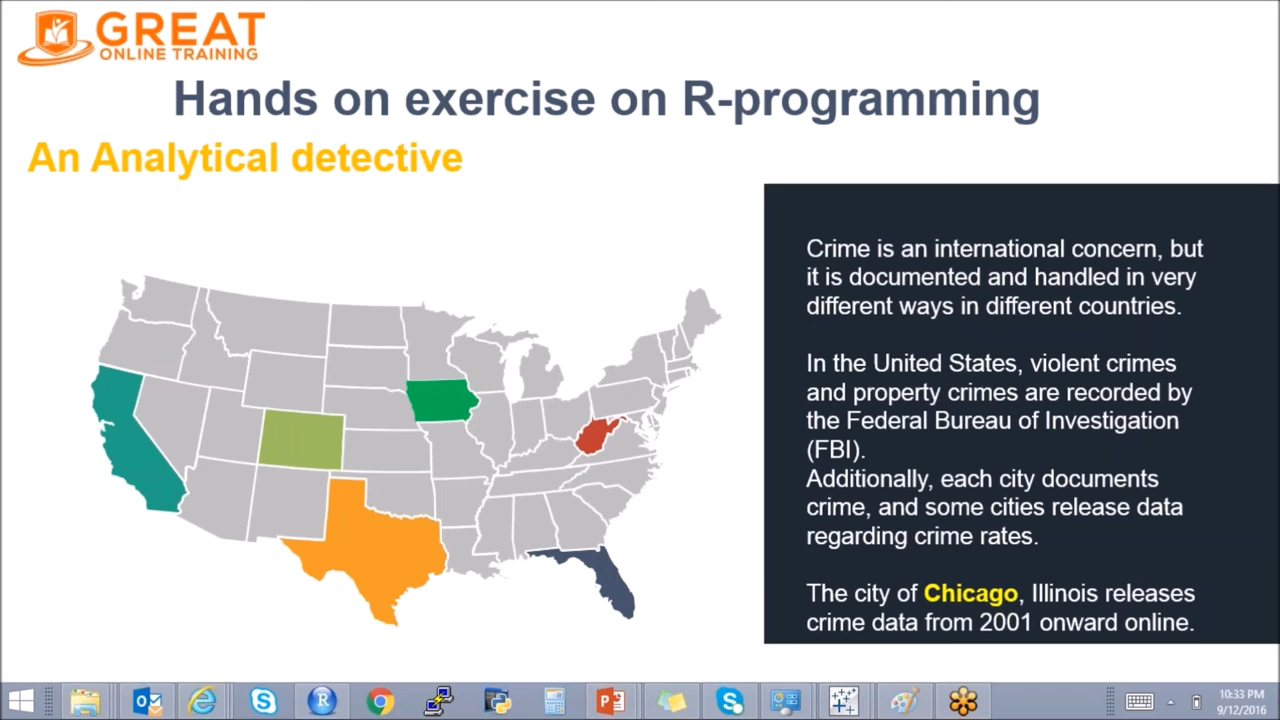 GREAT
ONLINE TRAINING
Hands on exercise on R-programming
An Analytical detective
Crime is an international concern, but
it is documented and handled in very
different ways in different countries.
In the United States, violent crimes
and property crimes are recorded by
the Federal Bureau of Investigation
(FBI).
Additionally, each city documents
crime, and some cities release data
regarding crime rates.
The city of Chicago, Illinois releases
crime data from 2001 onward online.
10:33 PM
9/12/2016